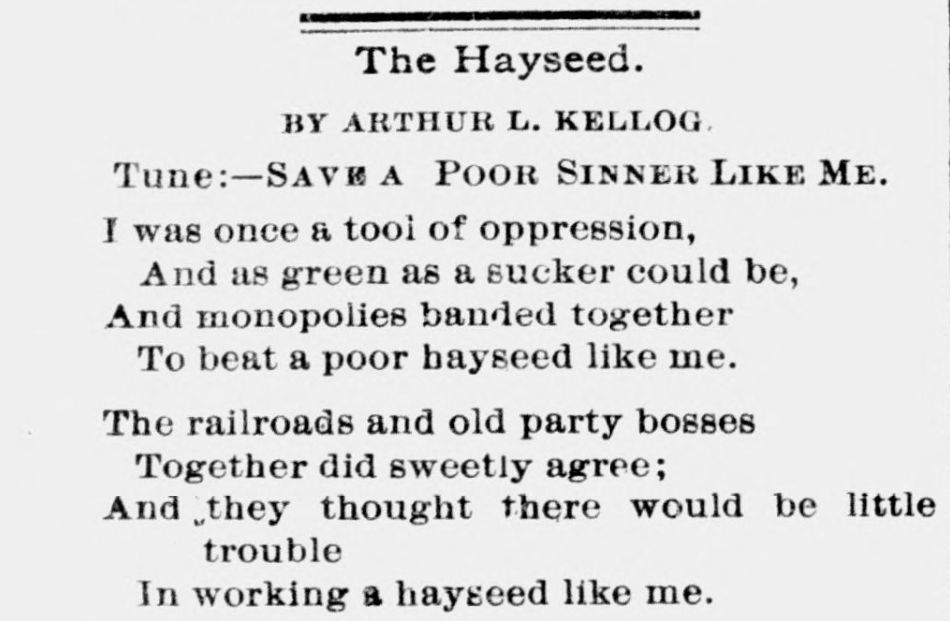 The Hayseed.
BY ARTHUR L. KELLOG.
Tune:—SAVE A POOR SINNER LIKE ME.
I was once a tool of oppression,
And as green as a sucker could be,
And monopolies banded together
To beat a poor hayseed like me.
The railroads and old party bosses
Together did sweetly agree;
And they thought there would be little
trouble
In working a hayseed like me.